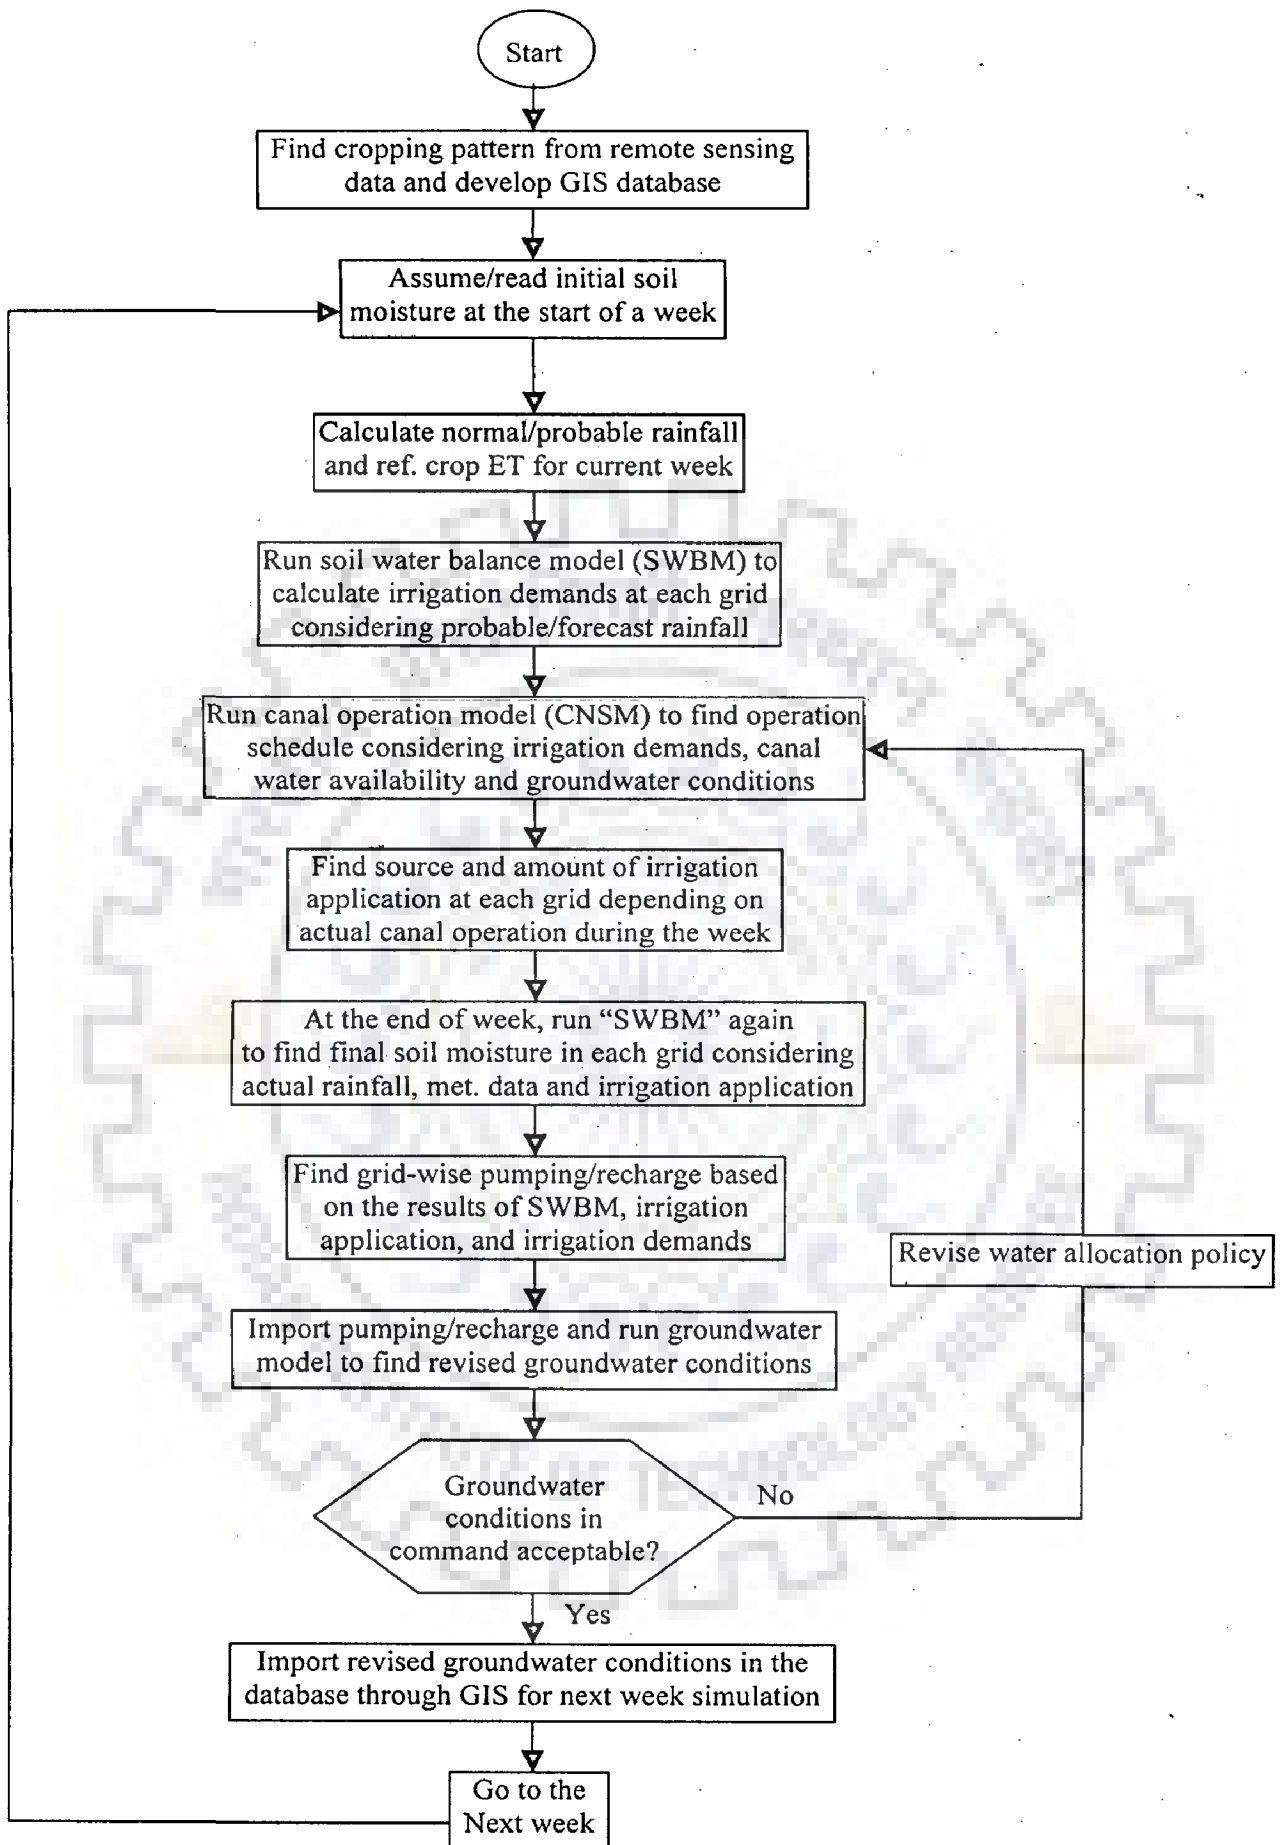 Start
Find cropping pattern from remote sensing
data and develop GIS database
Assume/read initial soil
moisture at the start of a week
Calculate normal/probable rainfall
and ref. crop ET for current week
Run soil water balance model (SWBM) to
calculate irrigation demands at each grid
considering probable/forecast rainfall
Run canal operation model (CNSM) to find operation
schedule considering irrigation demands, canal
water availability and groundwater conditions
Find source and amount of irrigation
application at each grid depending on
actual canal operation during the week
At the end of week, run “SWBM” again
to find final soil moisture in each grid considering
actual rainfall, met. data and irrigation application
Find grid-wise pumping/recharge based
on the results of SWBM, irrigation
application, and irrigation demands
Revise water allocation policy
Import pumping/recharge and run groundwater
model to find revised groundwater conditions
Groundwater
conditions in
command acceptable?
No
Yes
Import revised groundwater conditions in the
database through GIS for next week simulation
Go to the
Next week